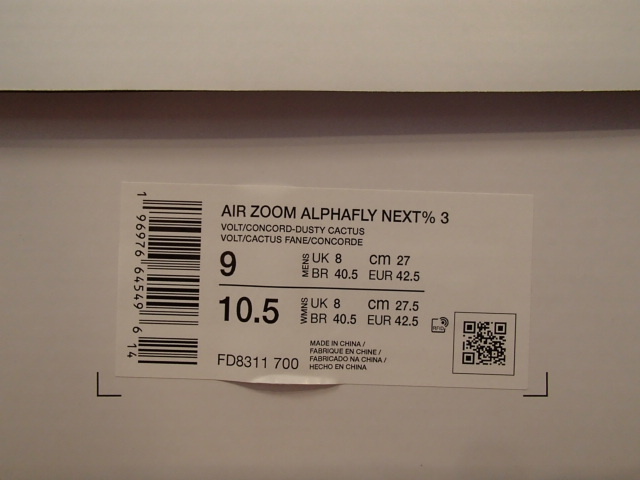 AIR ZOOM ALPHAFLY NEXT% 3
VOLT/CONCORD-DUSTY CACTUS
VOLT/CACTUS FANE/CONCORDE
9 MENS UK 8 cm 27
BR 40.5 EUR 42.5
10.5 WMNS UK 8 cm 27.5
BR 40.5 EUR 42.5
RFID
FD8311 700
MADE IN CHINA /
FABRIQUE EN CHINE /
FABRICADO NA CHINA /
HECHO EN CHINA
1 96976 64549 6 14